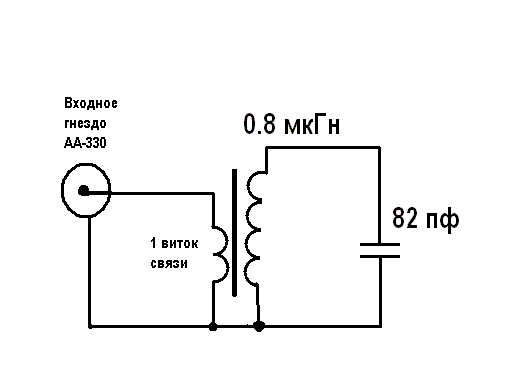 Входное
гнездо
АА-330
0.8 мкГн
1 виток
связи
82 пф